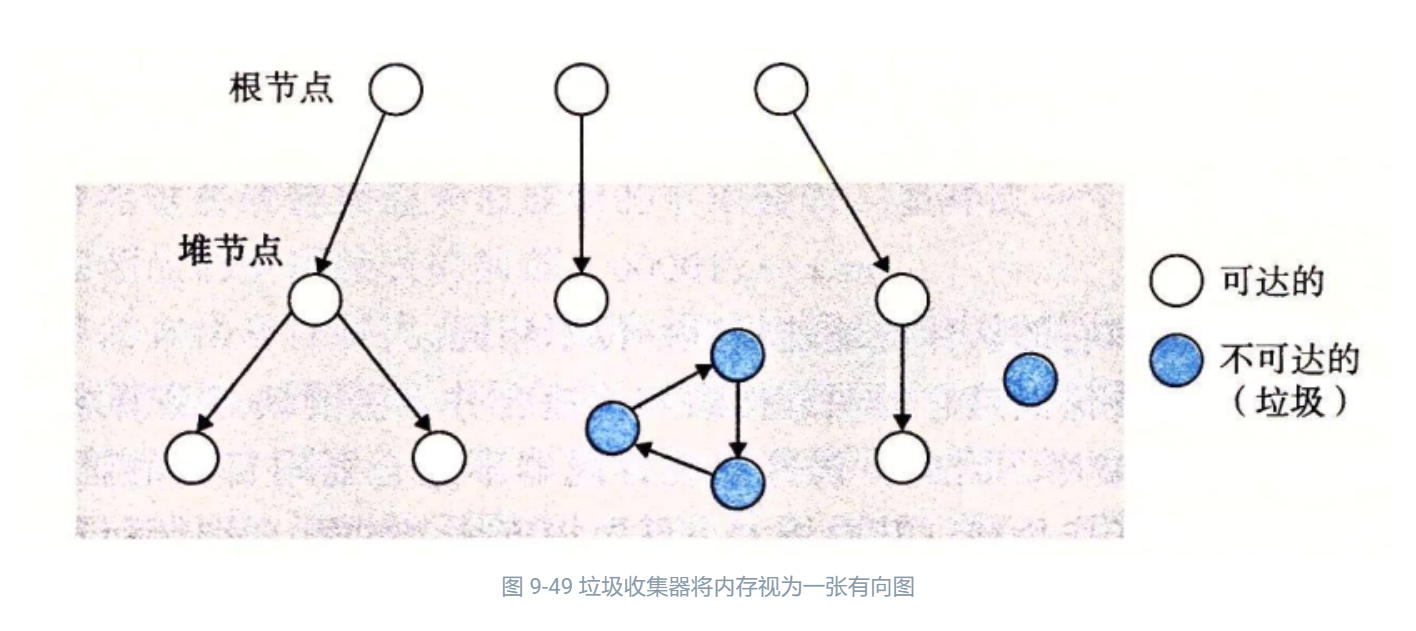 根节点
堆节点
可达的
不可达的
（垃圾）
图 9-49 垃圾收集器将内存视为一张有向图